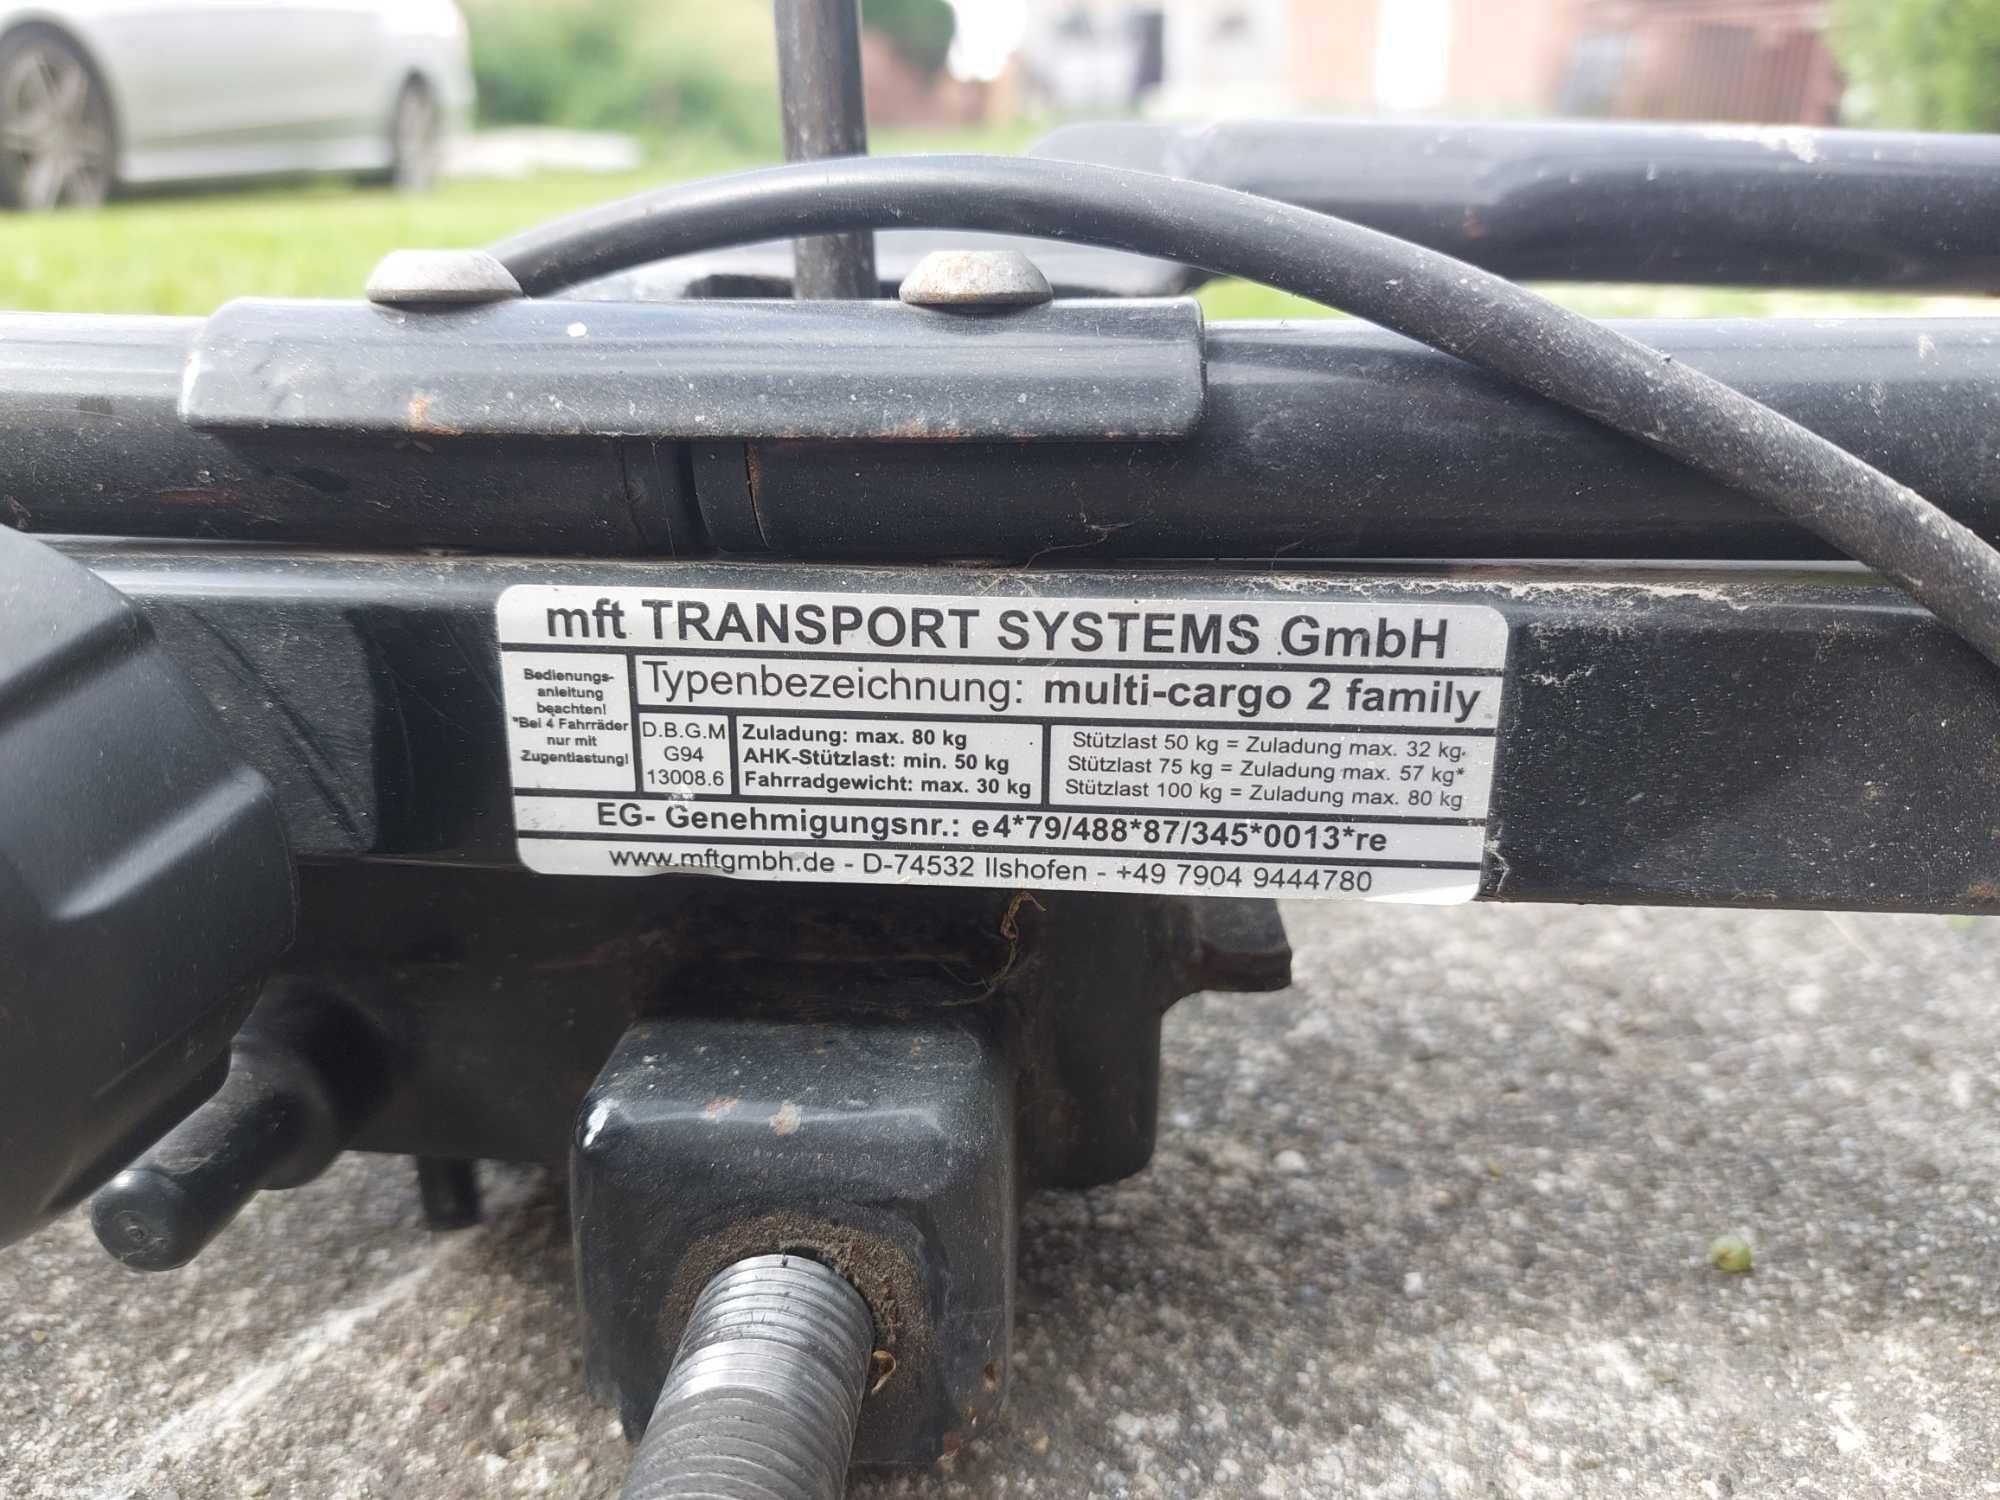 mft TRANSPORT SYSTEMS GmbH
Bedienungs-
anleitung
beachten!
*Bei 4 Fahrräder
nur mit
Zugentlastung!
Typenbezeichnung: multi-cargo 2 family
D.B.G.M
G94
13008.6
Zuladung: max. 80 kg
AHK-Stützlast: min. 50 kg
Fahrradgewicht: max. 30 kg
Stützlast 50 kg = Zuladung max. 32 kg.
Stützlast 75 kg = Zuladung max. 57 kg*
Stützlast 100 kg = Zuladung max. 80 kg
EG- Genehmigungsnr.: e4*79/488*87/345*0013*re
www.mftgmbh.de - D-74532 Ilshofen - +49 7904 9444780